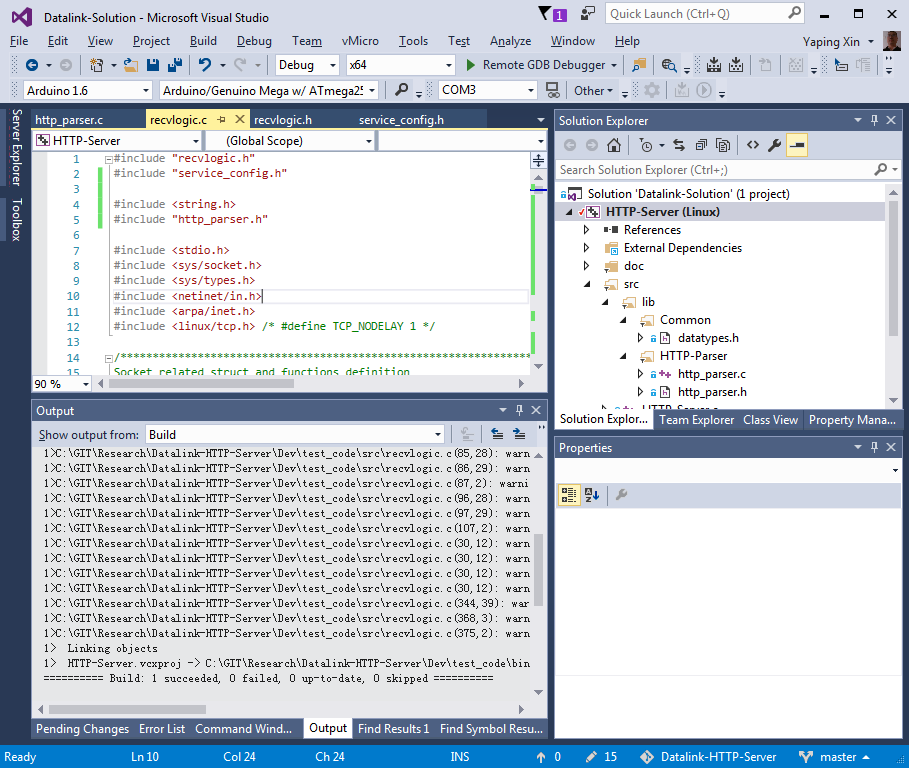 Datalink-Solution - Microsoft Visual Studio
1
Quick Launch (Ctrl+Q)
File Edit View Project Build Debug Team vMicro Tools Test Analyze Window Help
Yaping Xin
Debug x64 Remote GDB Debugger
Arduino 1.6 Arduino/Genuino Mega w/ ATmega25 COM3 Other
Server Explorer
Toolbox
http_parser.c recvlogic.c recvlogic.h service_config.h
HTTP-Server (Global Scope)
1 #include "recvlogic.h"
2 #include "service_config.h"
3
4 #include <string.h>
5 #include "http_parser.h"
6
7 #include <stdio.h>
8 #include <sys/socket.h>
9 #include <sys/types.h>
10 #include <netinet/in.h>
11 #include <arpa/inet.h>
12 #include <linux/tcp.h> /* #define TCP_NODELAY 1 */
13
14
15 Socket related struct and functions definition
90 %
Output
Show output from: Build
1>C:\GIT\Research\Datalink-HTTP-Server\Dev\test_code\src\recvlogic.c(85,28): warn
1>C:\GIT\Research\Datalink-HTTP-Server\Dev\test_code\src\recvlogic.c(86,29): warn
1>C:\GIT\Research\Datalink-HTTP-Server\Dev\test_code\src\recvlogic.c(87,2): warni
1>C:\GIT\Research\Datalink-HTTP-Server\Dev\test_code\src\recvlogic.c(96,28): warn
1>C:\GIT\Research\Datalink-HTTP-Server\Dev\test_code\src\recvlogic.c(97,29): warn
1>C:\GIT\Research\Datalink-HTTP-Server\Dev\test_code\src\recvlogic.c(107,2): warn
1>C:\GIT\Research\Datalink-HTTP-Server\Dev\test_code\src\recvlogic.c(30,12): warn
1>C:\GIT\Research\Datalink-HTTP-Server\Dev\test_code\src\recvlogic.c(30,12): warn
1>C:\GIT\Research\Datalink-HTTP-Server\Dev\test_code\src\recvlogic.c(30,12): warn
1>C:\GIT\Research\Datalink-HTTP-Server\Dev\test_code\src\recvlogic.c(30,12): warn
1>C:\GIT\Research\Datalink-HTTP-Server\Dev\test_code\src\recvlogic.c(344,39): war
1>C:\GIT\Research\Datalink-HTTP-Server\Dev\test_code\src\recvlogic.c(368,3): warn
1>C:\GIT\Research\Datalink-HTTP-Server\Dev\test_code\src\recvlogic.c(375,2): warn
1> Linking objects
1> HTTP-Server.vcxproj -> C:\GIT\Research\Datalink-HTTP-Server\Dev\test_code\bin
========== Build: 1 succeeded, 0 failed, 0 up-to-date, 0 skipped ==========
Pending Changes Error List Command Wind... Output Find Results 1 Find Symbol Resu...
Solution Explorer
Search Solution Explorer (Ctrl+;)
Solution 'Datalink-Solution' (1 project)
HTTP-Server (Linux)
References
External Dependencies
doc
src
lib
Common
datatypes.h
HTTP-Parser
http_parser.c
http_parser.h
Solution Explor... Team Explorer Class View Property Mana...
Properties
Ready Ln 10 Col 24 Ch 24 INS 0 15 Datalink-HTTP-Server master